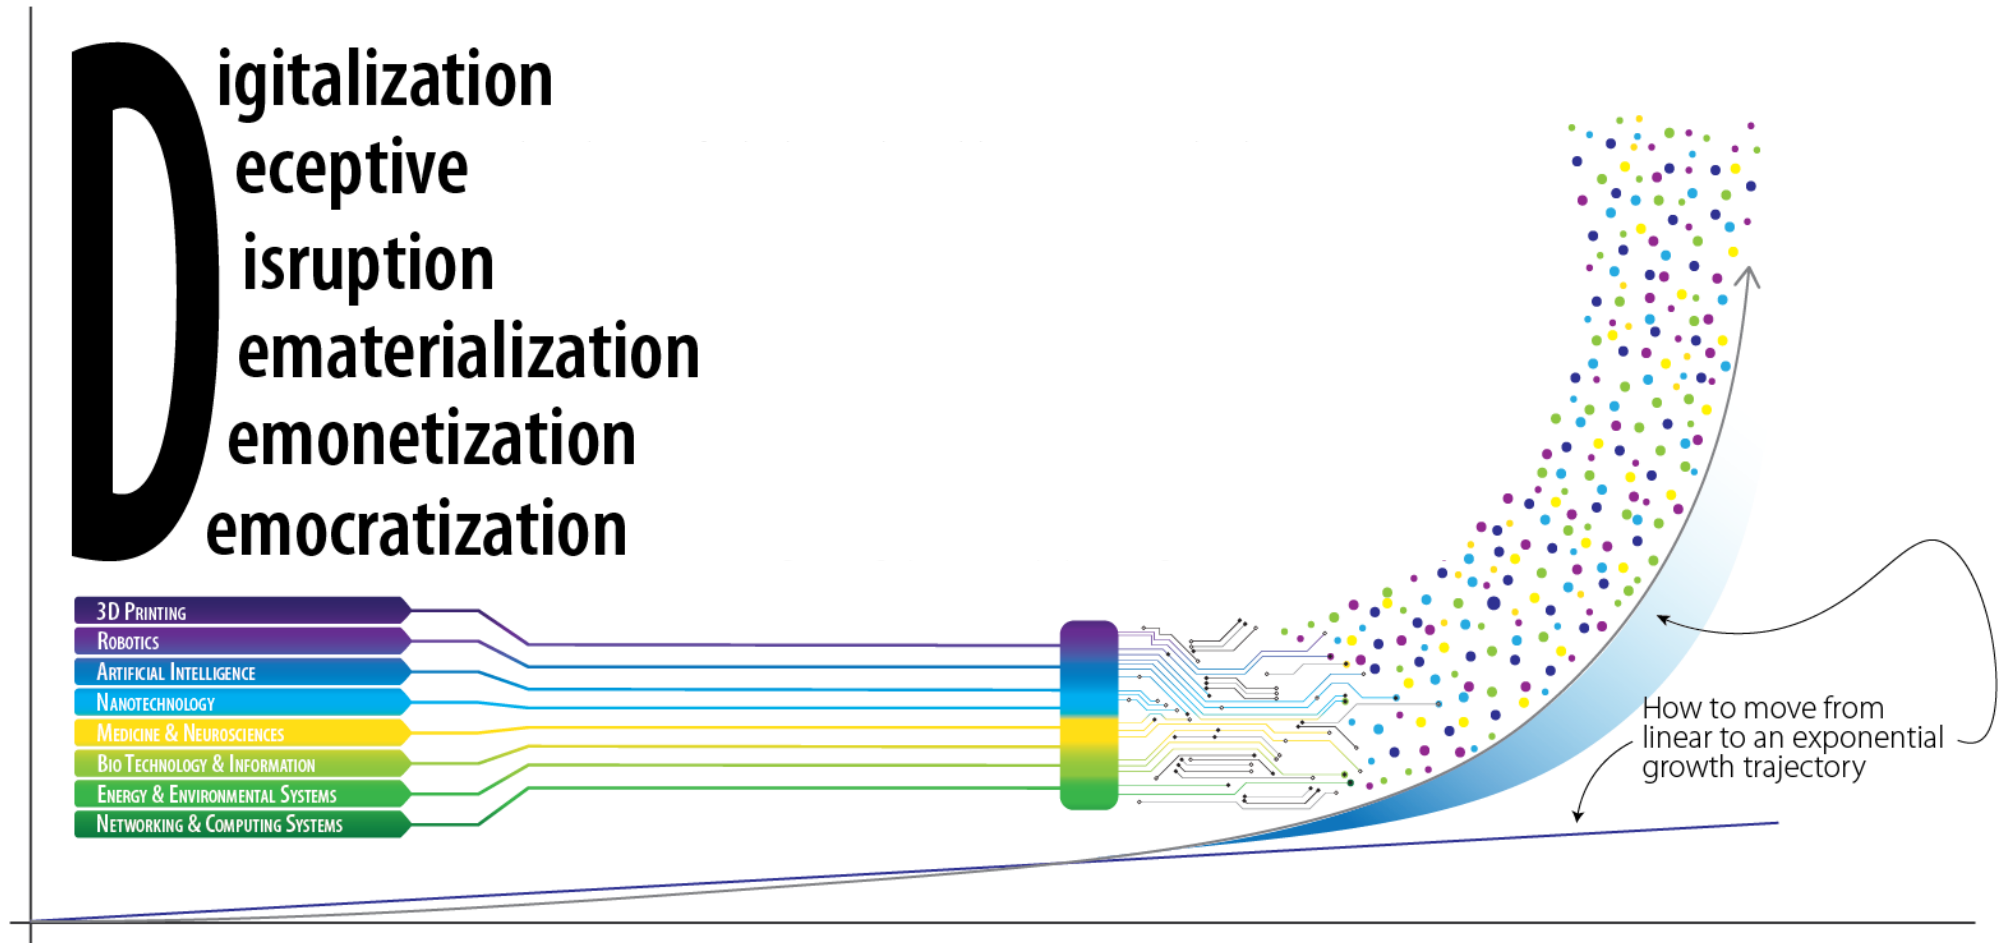 Digitalization
eceptive
isruption
ematerialization
emonetization
emocratization
3D Printing
Robotics
Artificial Intelligence
Nanotechnology
Medicine & Neurosciences
Bio Technology & Information
Energy & Environmental Systems
Networking & Computing Systems
How to move from
linear to an exponential
growth trajectory